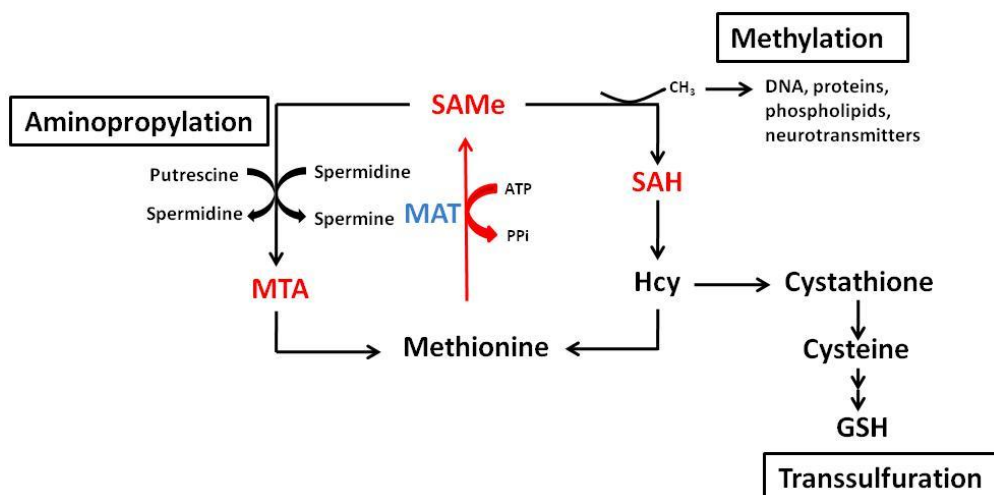 Methylation
CH3
DNA, proteins,
phospholipids,
neurotransmitters
Aminopropylation
SAMe
Putrescine
Spermidine
Spermidine
Spermine
MAT
ATP
PPi
SAH
MTA
Hcy
Cystathione
Methionine
Cysteine
GSH
Transsulfuration